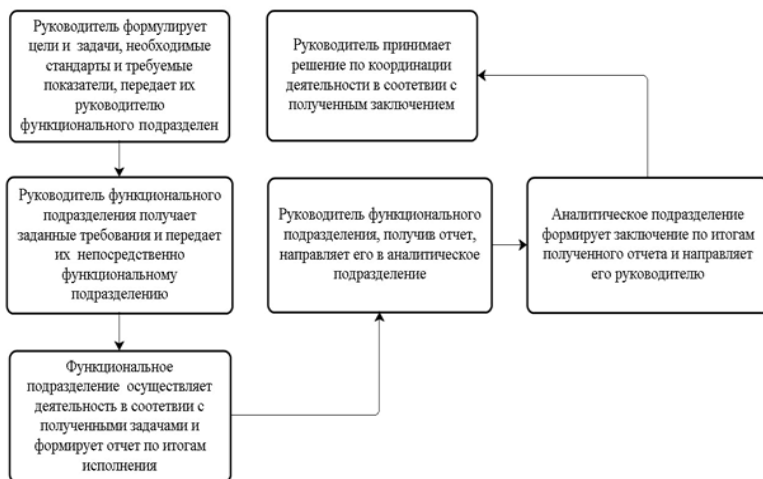 Руководитель формулирует
цели и задачи, необходимые
стандарты и требуемые
показатели, передает их
руководителю
функционального подразделен
Руководитель функционального
подразделения получает
заданные требования и передает
их непосредственно
функциональному
подразделению
Функциональное
подразделение осуществляет
деятельность в соотетвии с
полученными задачами и
формирует отчет по итогам
исполнения
Руководитель функционального
подразделения, получив отчет,
направляет его в аналитическое
подразделение
Аналитическое подразделение
формирует заключение по итогам
полученного отчета и направляет
его руководителю
Руководитель принимает
решение по координации
деятельности в соотетвии с
полученным заключением